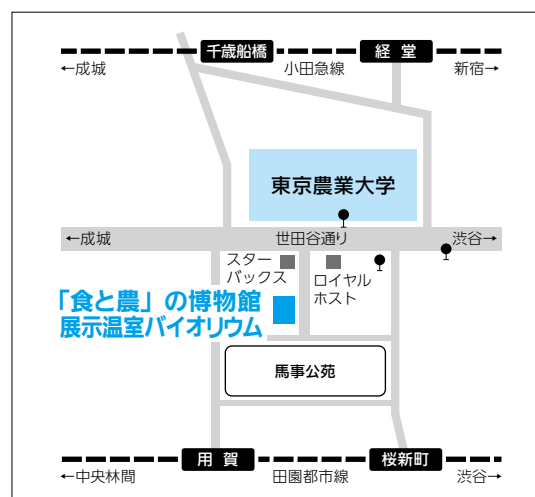 千歳船橋
経堂
←成城
小田急線
新宿→
東京農業大学
←成城
世田谷通り
渋谷→
スター
バックス
ロイヤル
ホスト
「食と農」の博物館
展示温室バイオリウム
馬事公苑
用賀
桜新町
←中央林間
田園都市線
渋谷→